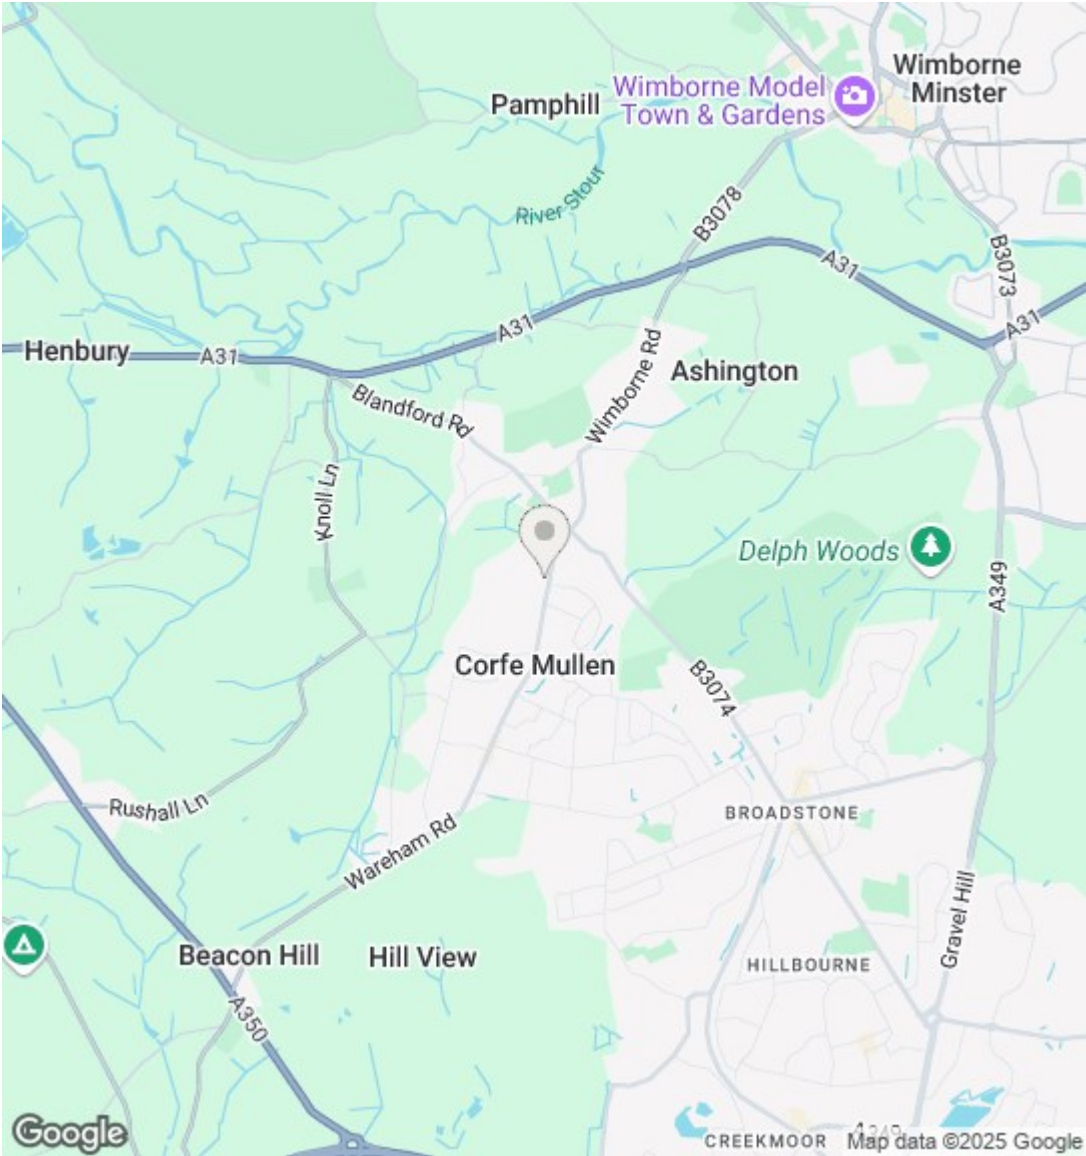 Wimborne
Minster
Wimborne Model
Town & Gardens
Pamphill
River Stour
B3078
A31
B3073
A31
A31
Henbury
A31
Ashington
Wimborne Rd
Blandford Rd
Knoll Ln
Delph Woods
A349
Corfe Mullen
B3074
Rushall Ln
BROADSTONE
Wareham Rd
Gravel Hill
Beacon Hill
Hill View
HILLBOURNE
A350
A349
CREEKMOOR
Google
Map data ©2025 Google